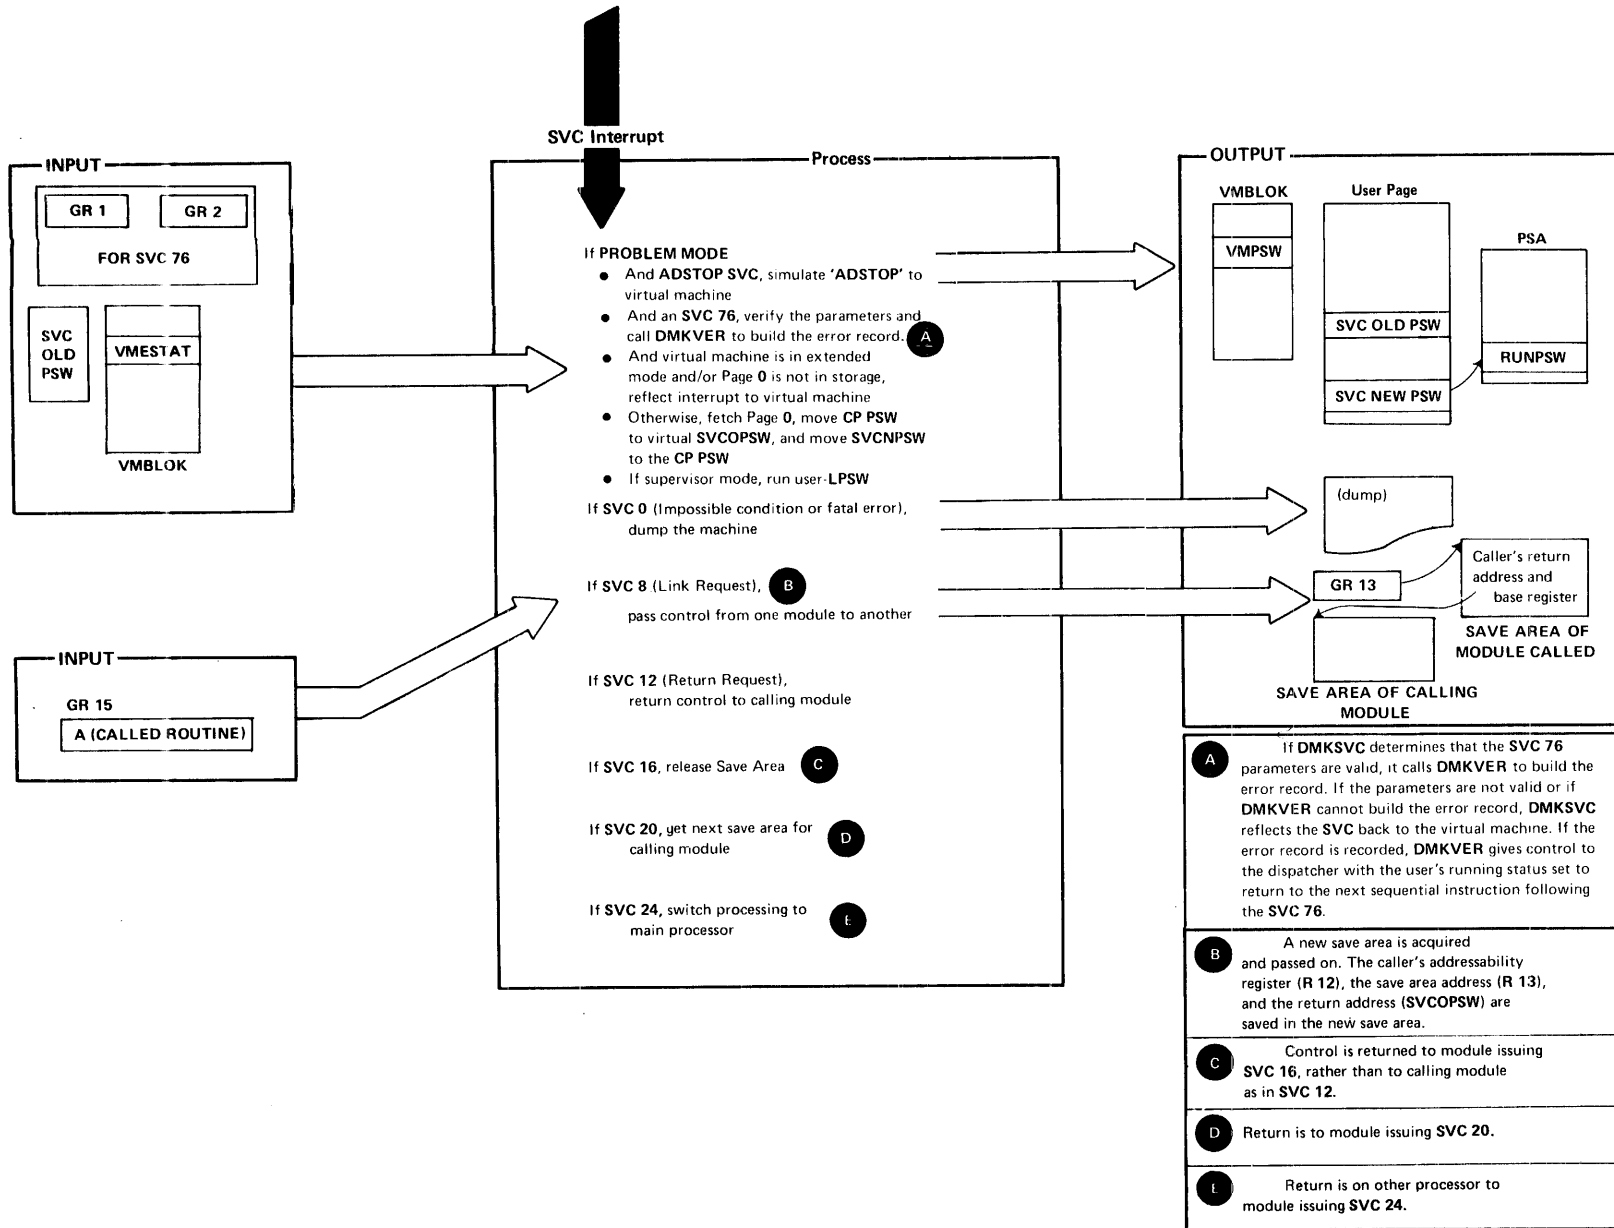 SVC Interrupt
INPUT
GR 1
GR 2
FOR SVC 76
SVC
OLD
PSW
VMESTAT
VMBLOK
INPUT
GR 15
A (CALLED ROUTINE)
Process
If PROBLEM MODE
● And ADSTOP SVC, simulate 'ADSTOP' to
virtual machine
● And an SVC 76, verify the parameters and
call DMKVER to build the error record. A
● And virtual machine is in extended
mode and/or Page 0 is not in storage,
reflect interrupt to virtual machine
● Otherwise, fetch Page 0, move CP PSW
to virtual SVCOPSW, and move SVCNPSW
to the CP PSW
● If supervisor mode, run user-LPSW
If SVC 0 (Impossible condition or fatal error),
dump the machine
If SVC 8 (Link Request), B
pass control from one module to another
If SVC 12 (Return Request),
return control to calling module
If SVC 16, release Save Area C
If SVC 20, yet next save area for
calling module D
If SVC 24, switch processing to
main processor E
OUTPUT
VMBLOK
VMPSW
User Page
SVC OLD PSW
SVC NEW PSW
PSA
RUNPSW
(dump)
GR 13
Caller's return
address and
base register
SAVE AREA OF
MODULE CALLED
SAVE AREA OF CALLING
MODULE
A If DMKSVC determines that the SVC 76
parameters are valid, it calls DMKVER to build the
error record. If the parameters are not valid or if
DMKVER cannot build the error record, DMKSVC
reflects the SVC back to the virtual machine. If the
error record is recorded, DMKVER gives control to
the dispatcher with the user's running status set to
return to the next sequential instruction following
the SVC 76.
B A new save area is acquired
and passed on. The caller's addressability
register (R 12), the save area address (R 13),
and the return address (SVCOPSW) are
saved in the new save area.
C Control is returned to module issuing
SVC 16, rather than to calling module
as in SVC 12.
D Return is to module issuing SVC 20.
E Return is on other processor to
module issuing SVC 24.